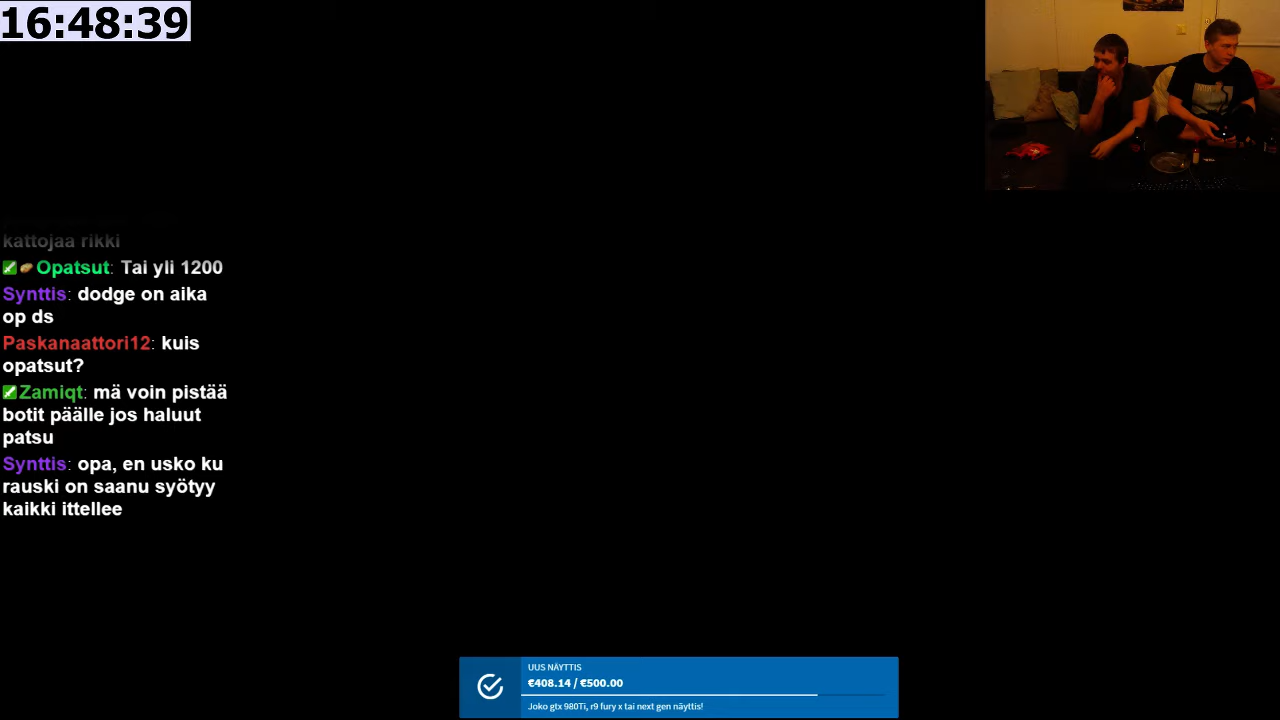 16:48:39
kattojaa rikki
Opatsut: Tai yli 1200
Synttis: dodge on aika
op ds
Paskanaattori12: kuis
opatsut?
Zamiqt: mä voin pistää
botit päälle jos haluut
patsu
Synttis: opa, en usko ku
rauski on saanu syötyy
kaikki ittellee
UUS NÄYTTIS
€408.14 / €500.00
Joko gtx 980Ti, r9 fury x tai next gen näyttis!